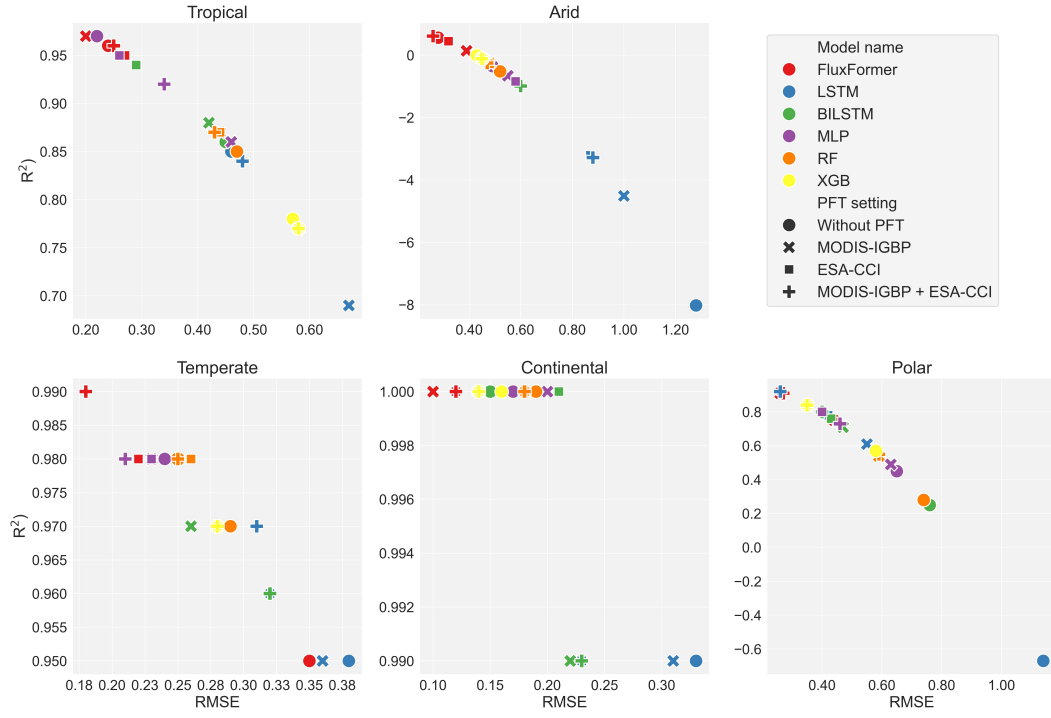 Tropical
Arid
0.95
0.90
0.85
0.80
0.75
0.70
R²)
0.20 0.30 0.40 0.50 0.60
0
−2
−4
−6
−8
0.40 0.60 0.80 1.00 1.20
Model name
FluxFormer
LSTM
BILSTM
MLP
RF
XGB
PFT setting
Without PFT
MODIS-IGBP
ESA-CCI
MODIS-IGBP + ESA-CCI
Temperate
Continental
Polar
0.990
0.985
0.980
0.975
0.970
0.965
0.960
0.955
0.950
R²)
0.18 0.20 0.23 0.25 0.28 0.30 0.33 0.35 0.38
RMSE
1.000
0.998
0.996
0.994
0.992
0.990
0.10 0.15 0.20 0.25 0.30
RMSE
0.8
0.6
0.4
0.2
0.0
−0.2
−0.4
−0.6
0.40 0.60 0.80 1.00
RMSE